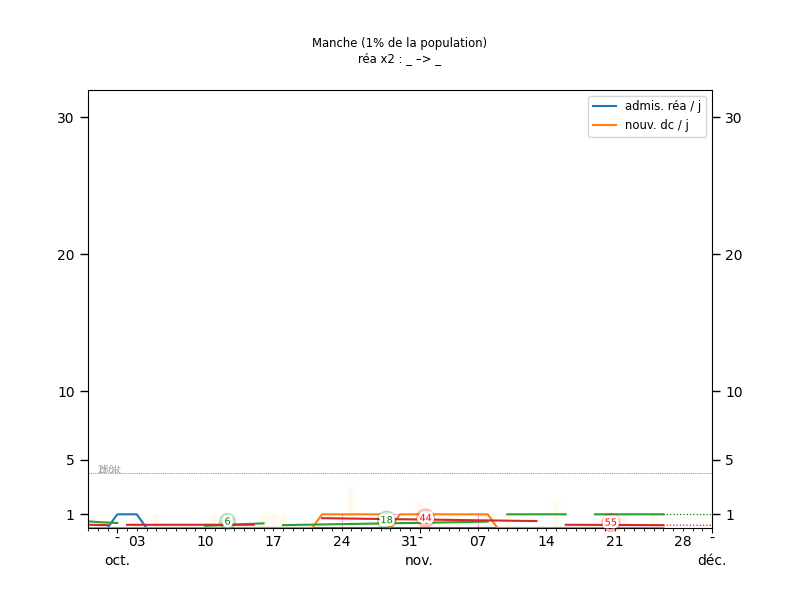 Manche (1% de la population)
réa x2 : _ –> _
admis. réa / j
nouv. dc / j
30 30
20 20
10 10
5 5
1 1
6 18 44 55
- 03 10 17 24 31 - 07 14 21 28 -
oct. nov. déc.